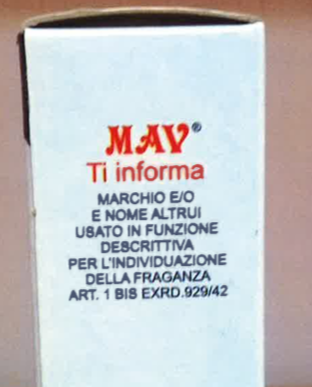 MAV®
Ti informa
MARCHIO E/O
E NOME ALTRUI
USATO IN FUNZIONE
DESCRITTIVA
PER L'INDIVIDUAZIONE
DELLA FRAGANZA
ART. 1 BIS EXRD.929/42